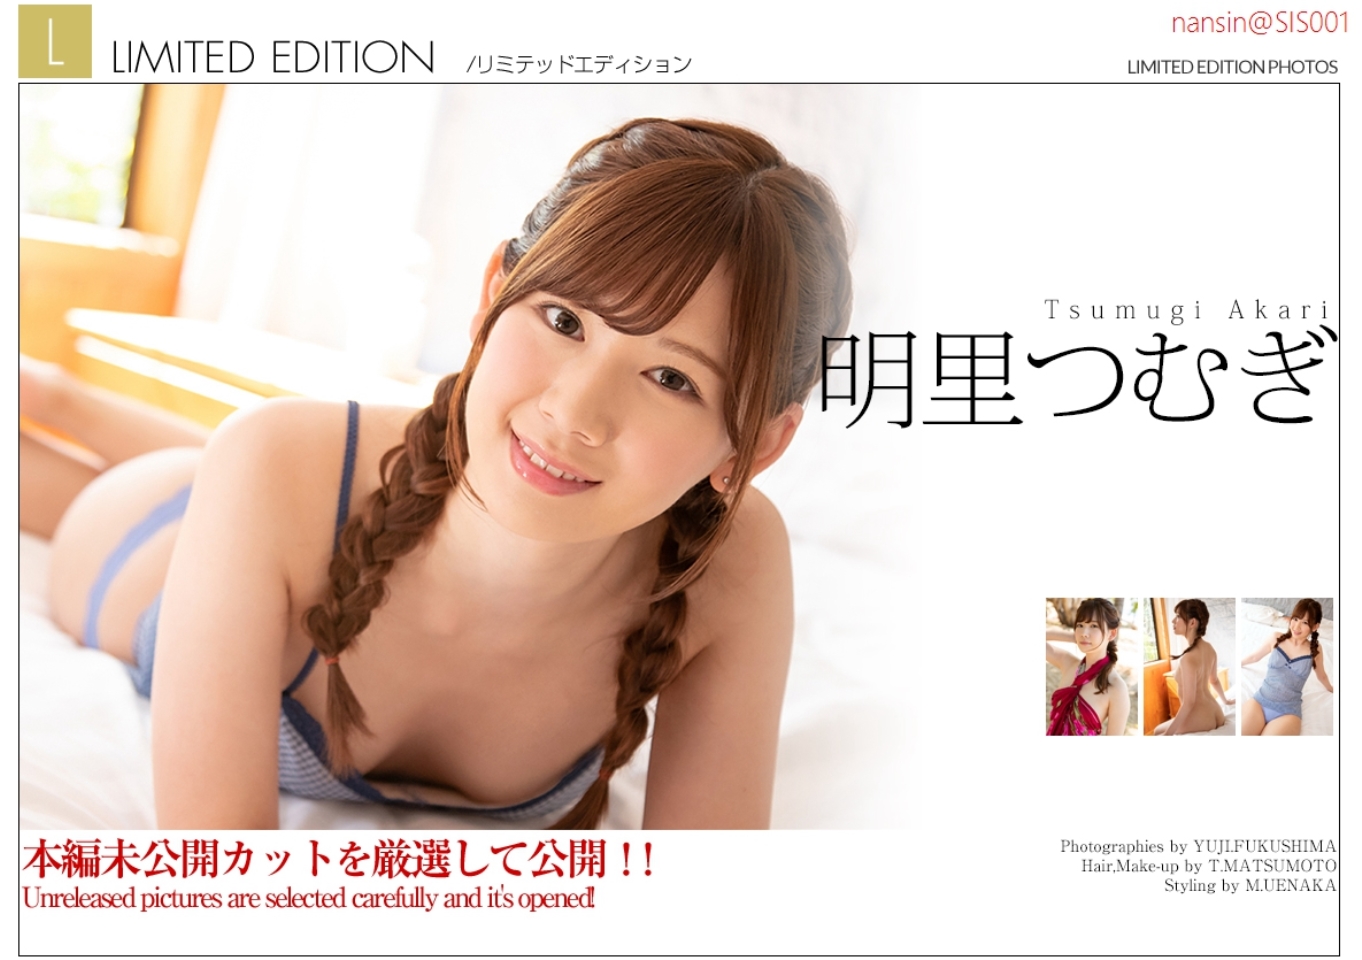 nansin@SIS001
L
LIMITED EDITION /リミテッドエディション
LIMITED EDITION PHOTOS
Tsumugi Akari
明里つむぎ
本編未公開カットを厳選して公開！！
Unreleased pictures are selected carefully and it's opened!
Photographies by YUJI.FUKUSHIMA
Hair,Make-up by T.MATSUMOTO
Styling by M.UENAKA